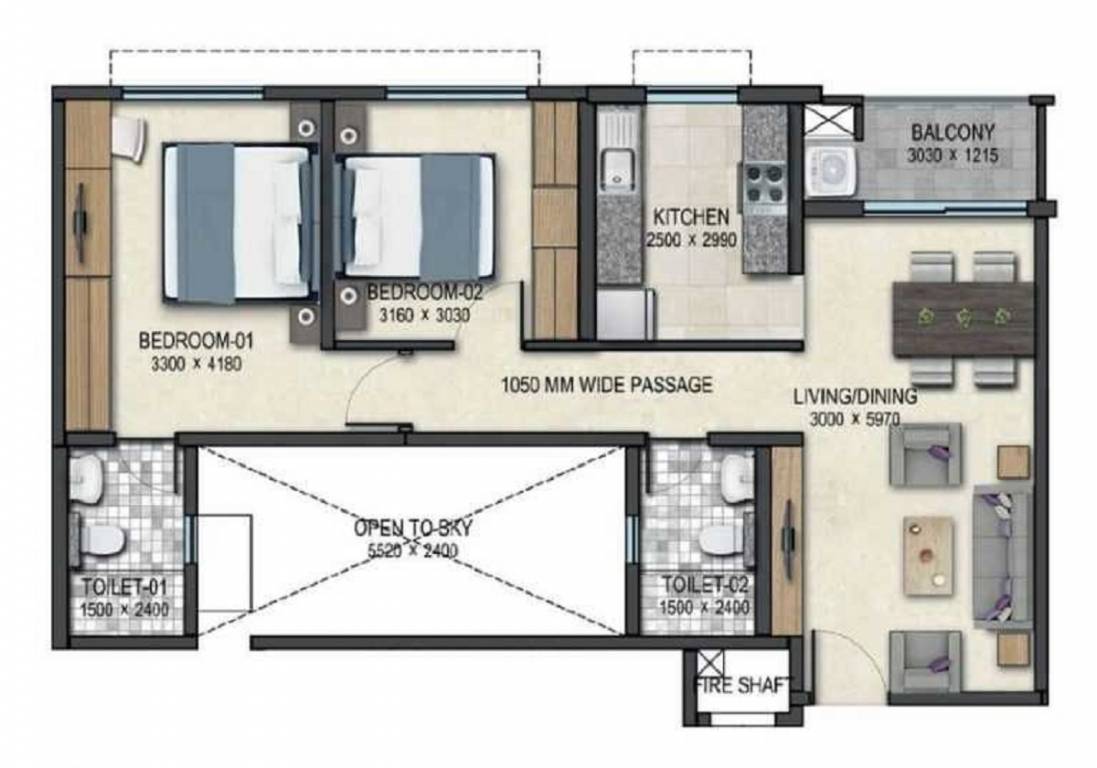 BALCONY
3030 × 1215
KITCHEN
2500 × 2990
BEDROOM-02
3160 × 3030
BEDROOM-01
3300 × 4180
1050 MM WIDE PASSAGE
LIVING/DINING
3000 × 5970
OPEN TO SKY
5520 × 2400
TOILET-01
1500 × 2400
TOILET-02
1500 × 2400
FIRE SHAFT